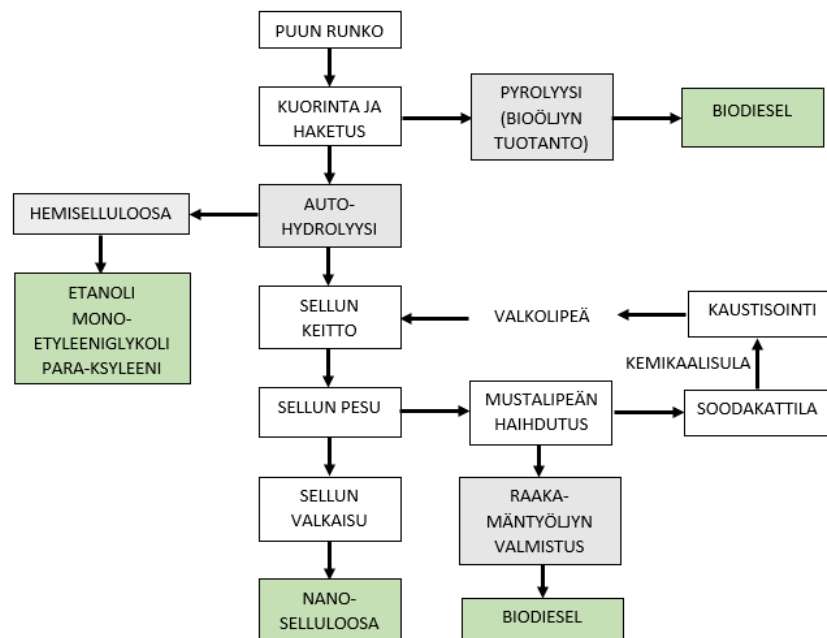 PUUN RUNKO
KUORINTA JA
HAKETUS
PYROLYYSI
(BIOÖLJYN
TUOTANTO)
BIODIESEL
HEMISELLULOOSA
AUTO-
HYDROLYYSI
ETANOLI
MONO-
ETYLEENIGLYKOLI
PARA-KSYLEENI
SELLUN
KEITTO
VALKOLIPEÄ
KAUSTISOINTI
KEMIKAALISULA
SELLUN PESU
MUSTALIPEÄN
HAIHDUTUS
SOODAKATTILA
SELLUN
VALKAISU
RAAKA-
MÄNTYÖLJYN
VALMISTUS
NANO-
SELLULOOSA
BIODIESEL